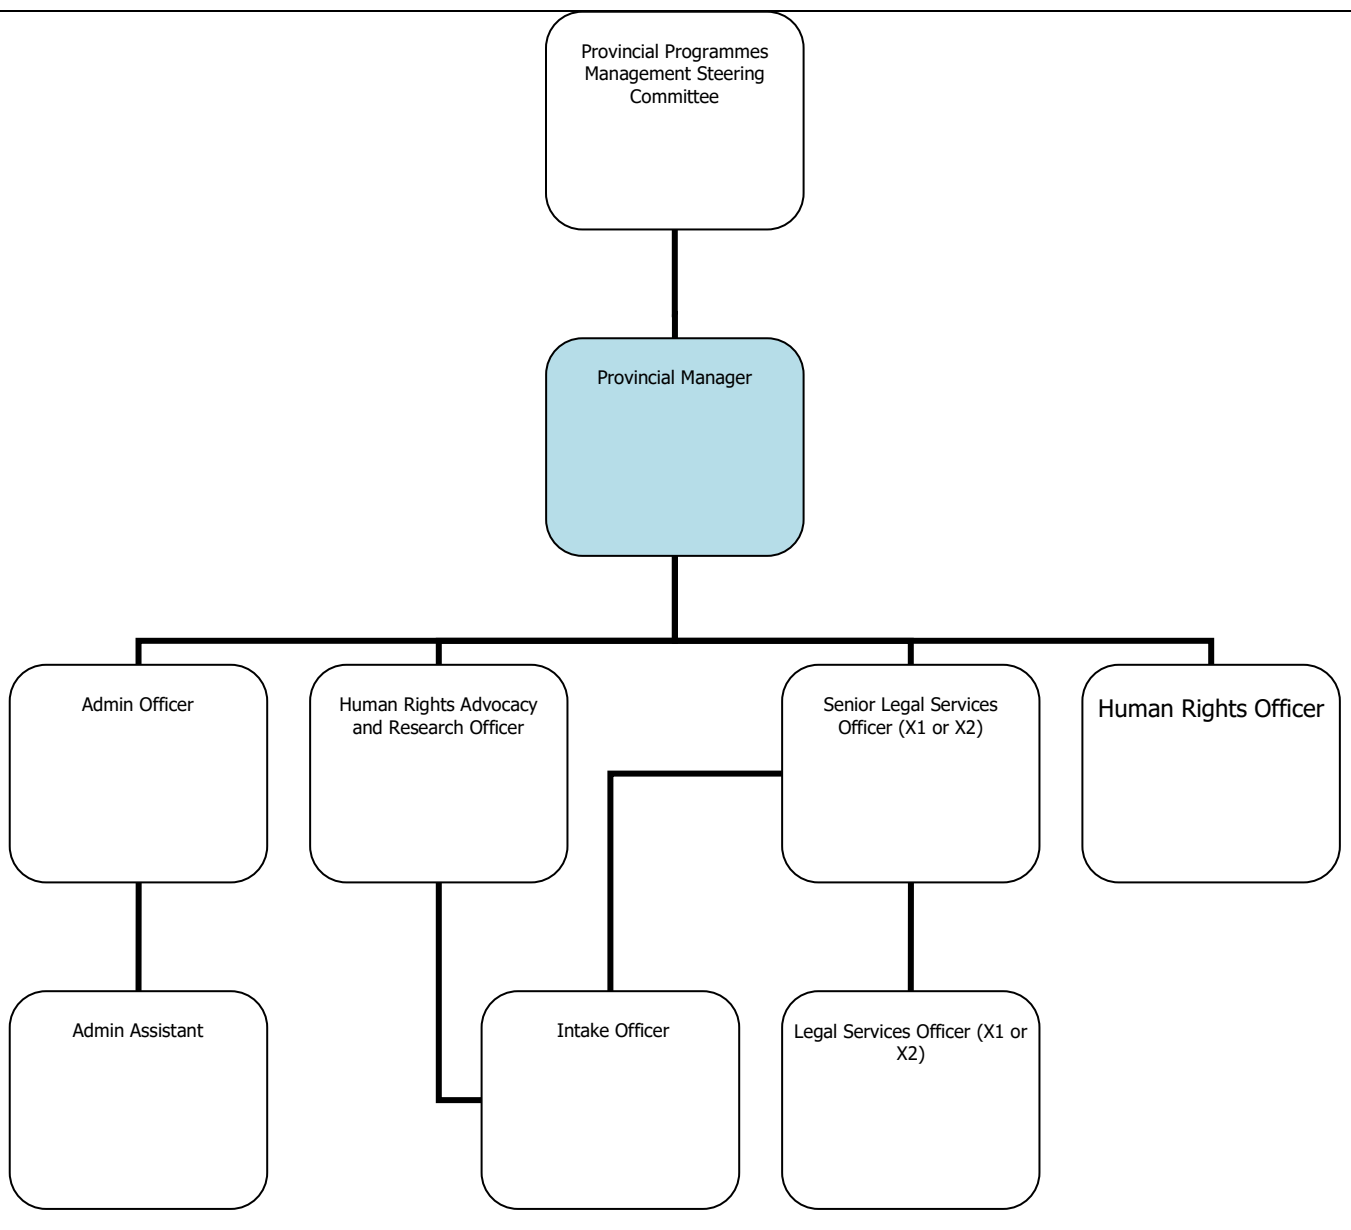 Provincial Programmes
Management Steering
Committee
Provincial Manager
Admin Officer
Human Rights Advocacy
and Research Officer
Senior Legal Services
Officer (X1 or X2)
Human Rights Officer
Admin Assistant
Intake Officer
Legal Services Officer (X1 or
X2)